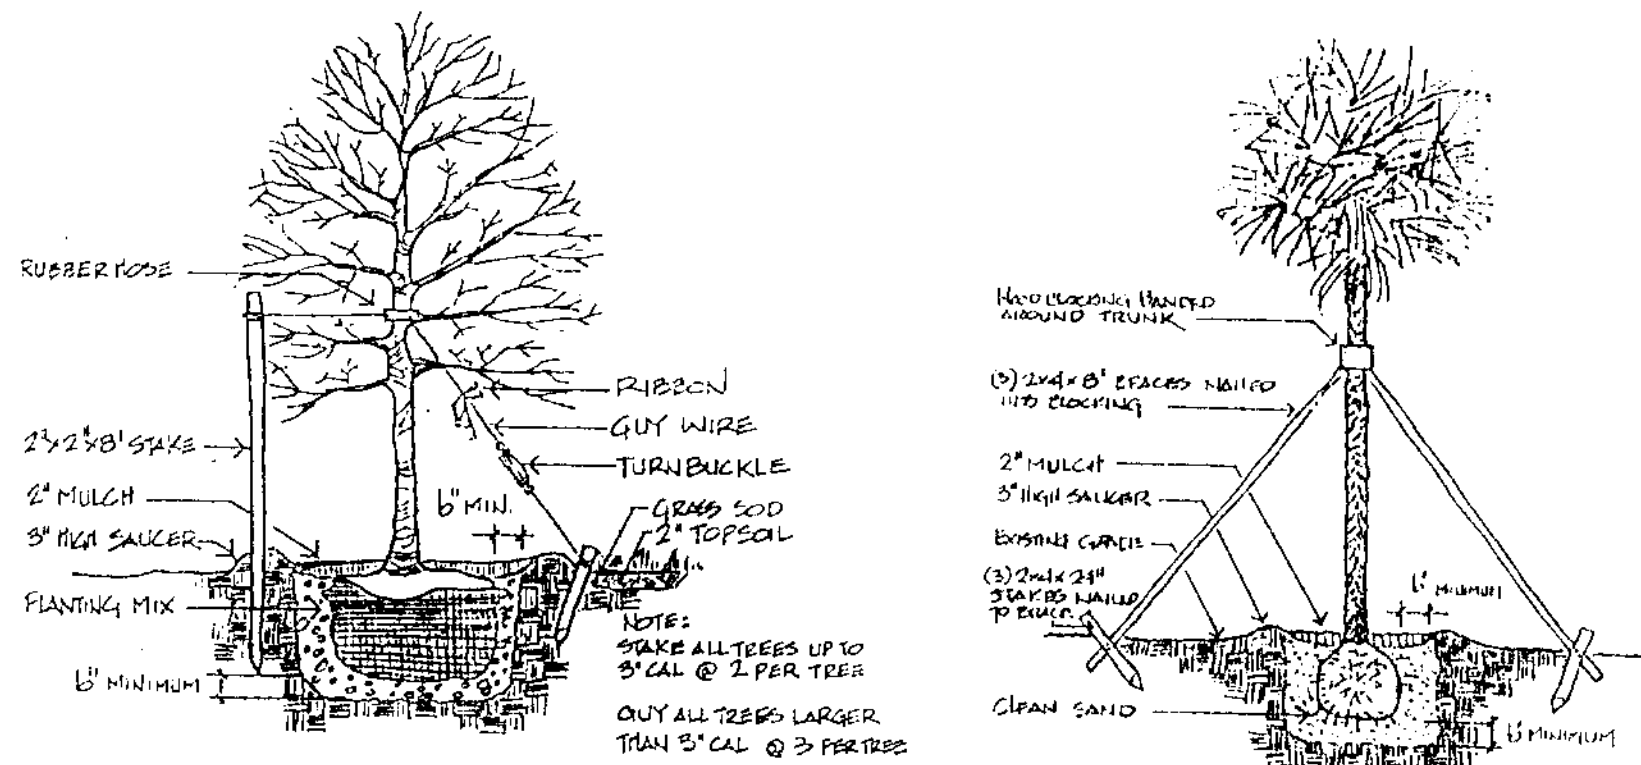 RUBBER HOSE
2"x2"x8' STAKE
2" MULCH
3" HIGH SAUCER
PLANTING MIX
6" MINIMUM
RIBBON
GUY WIRE
TURNBUCKLE
6" MIN.
GRASS SOD
2" TOPSOIL
NOTE:
STAKE ALL TREES UP TO
3" CAL @ 2 PER TREE
GUY ALL TREES LARGER
THAN 3" CAL @ 3 PER TREE
BANDED
AROUND TRUNK
(3) 2x4x8' BRACES NAILED
INTO BLOCKING
2" MULCH
3" HIGH SAUCER
EXISTING GRADE
(3) 2x4x24"
STAKES NAILED
TO BRACE
6" MINIMUM
CLEAN SAND
6" MINIMUM